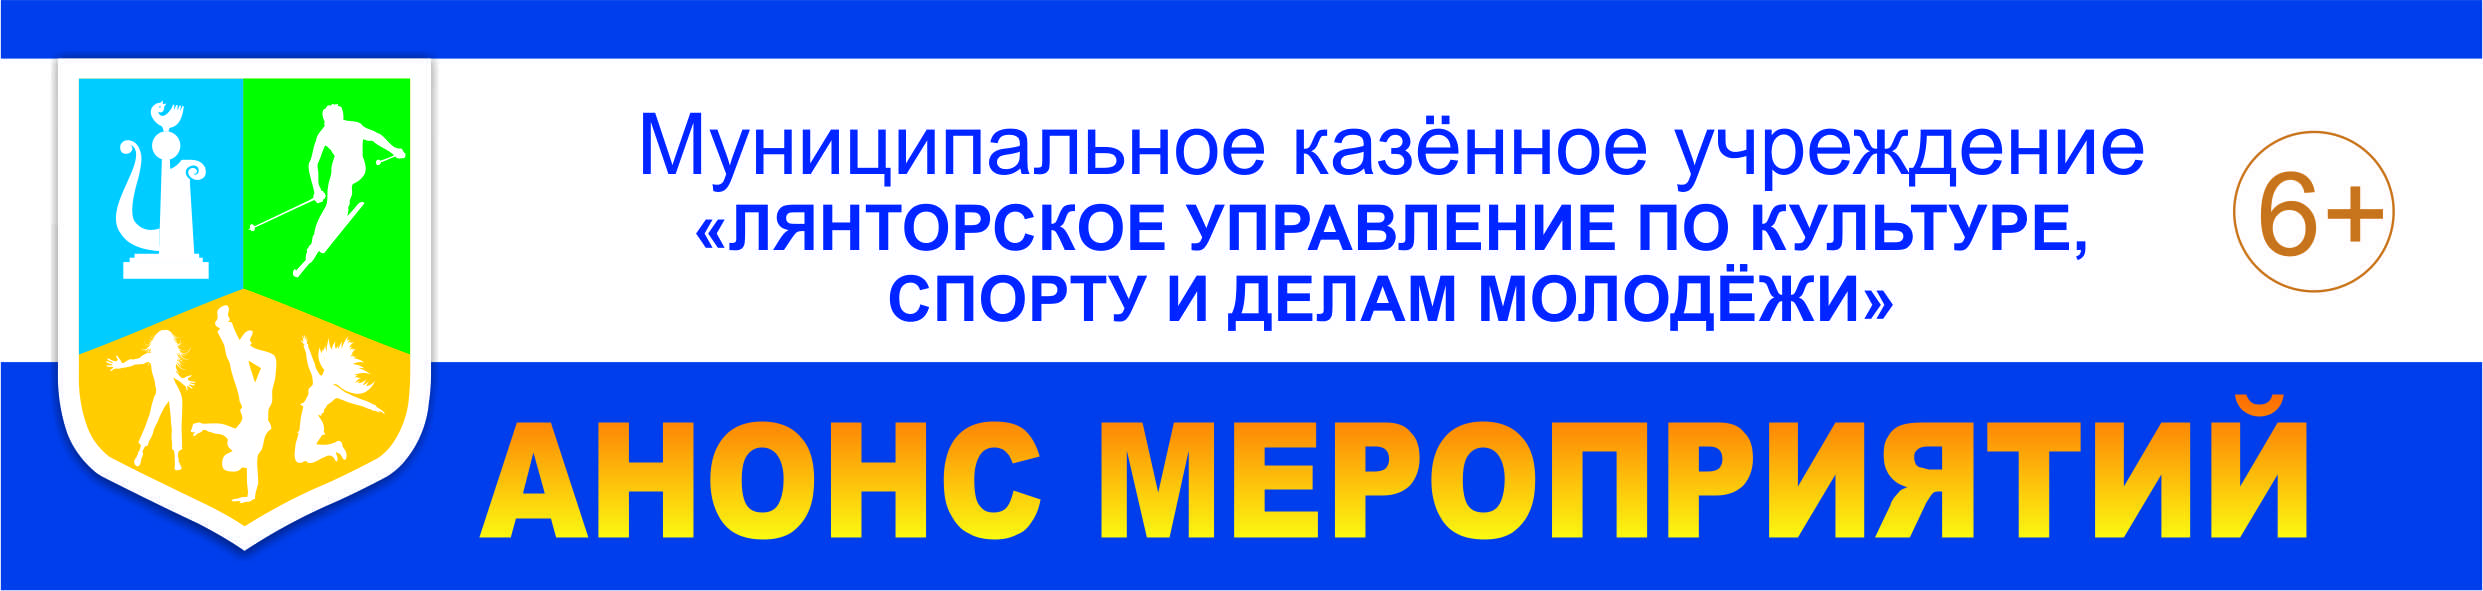 Муниципальное казённое учреждение
«ЛЯНТОРСКОЕ УПРАВЛЕНИЕ ПО КУЛЬТУРЕ,
СПОРТУ И ДЕЛАМ МОЛОДЁЖИ»
6+
АНОНС МЕРОПРИЯТИЙ